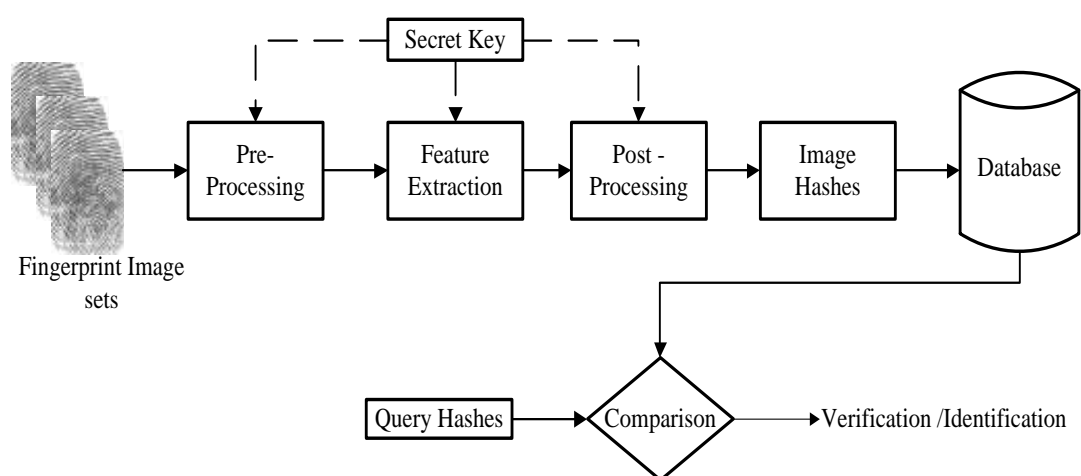 Secret Key
Pre-
Processing
Feature
Extraction
Post -
Processing
Image
Hashes
Database
Fingerprint Image
sets
Query Hashes
Comparison
Verification /Identification